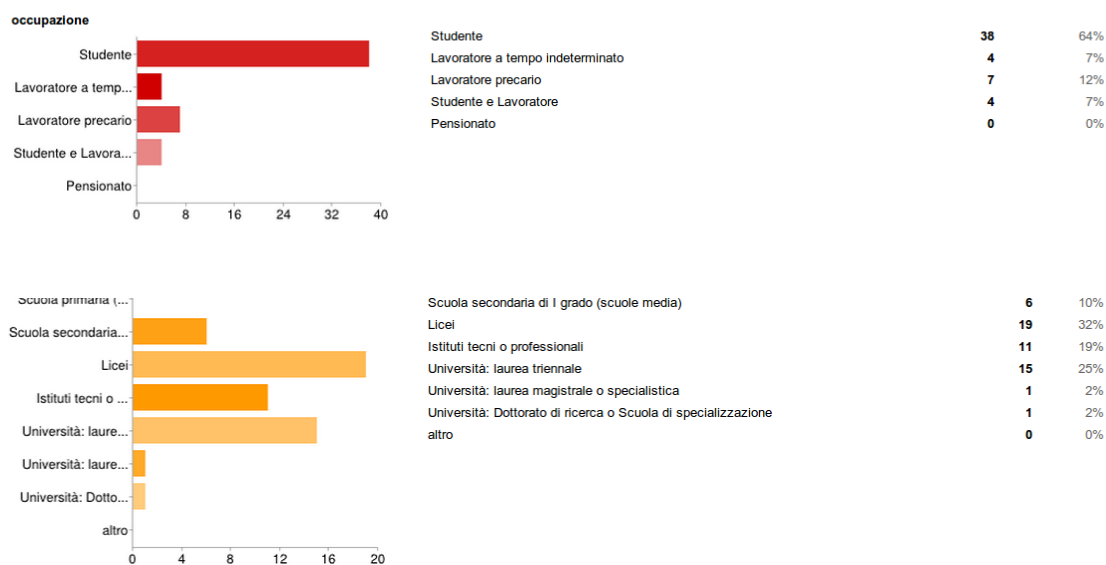 occupazione
Studente
Lavoratore a temp...
Lavoratore precario
Studente e Lavora...
Pensionato
0 8 16 24 32 40
Studente 38 64%
Lavoratore a tempo indeterminato 4 7%
Lavoratore precario 7 12%
Studente e Lavoratore 4 7%
Pensionato 0 0%
Scuola primaria (...
Scuola secondaria...
Licei
Istituti tecni o ...
Università: laure...
Università: laure...
Università: Dotto...
altro
0 4 8 12 16 20
Scuola secondaria di I grado (scuole media) 6 10%
Licei 19 32%
Istituti tecni o professionali 11 19%
Università: laurea triennale 15 25%
Università: laurea magistrale o specialistica 1 2%
Università: Dottorato di ricerca o Scuola di specializzazione 1 2%
altro 0 0%